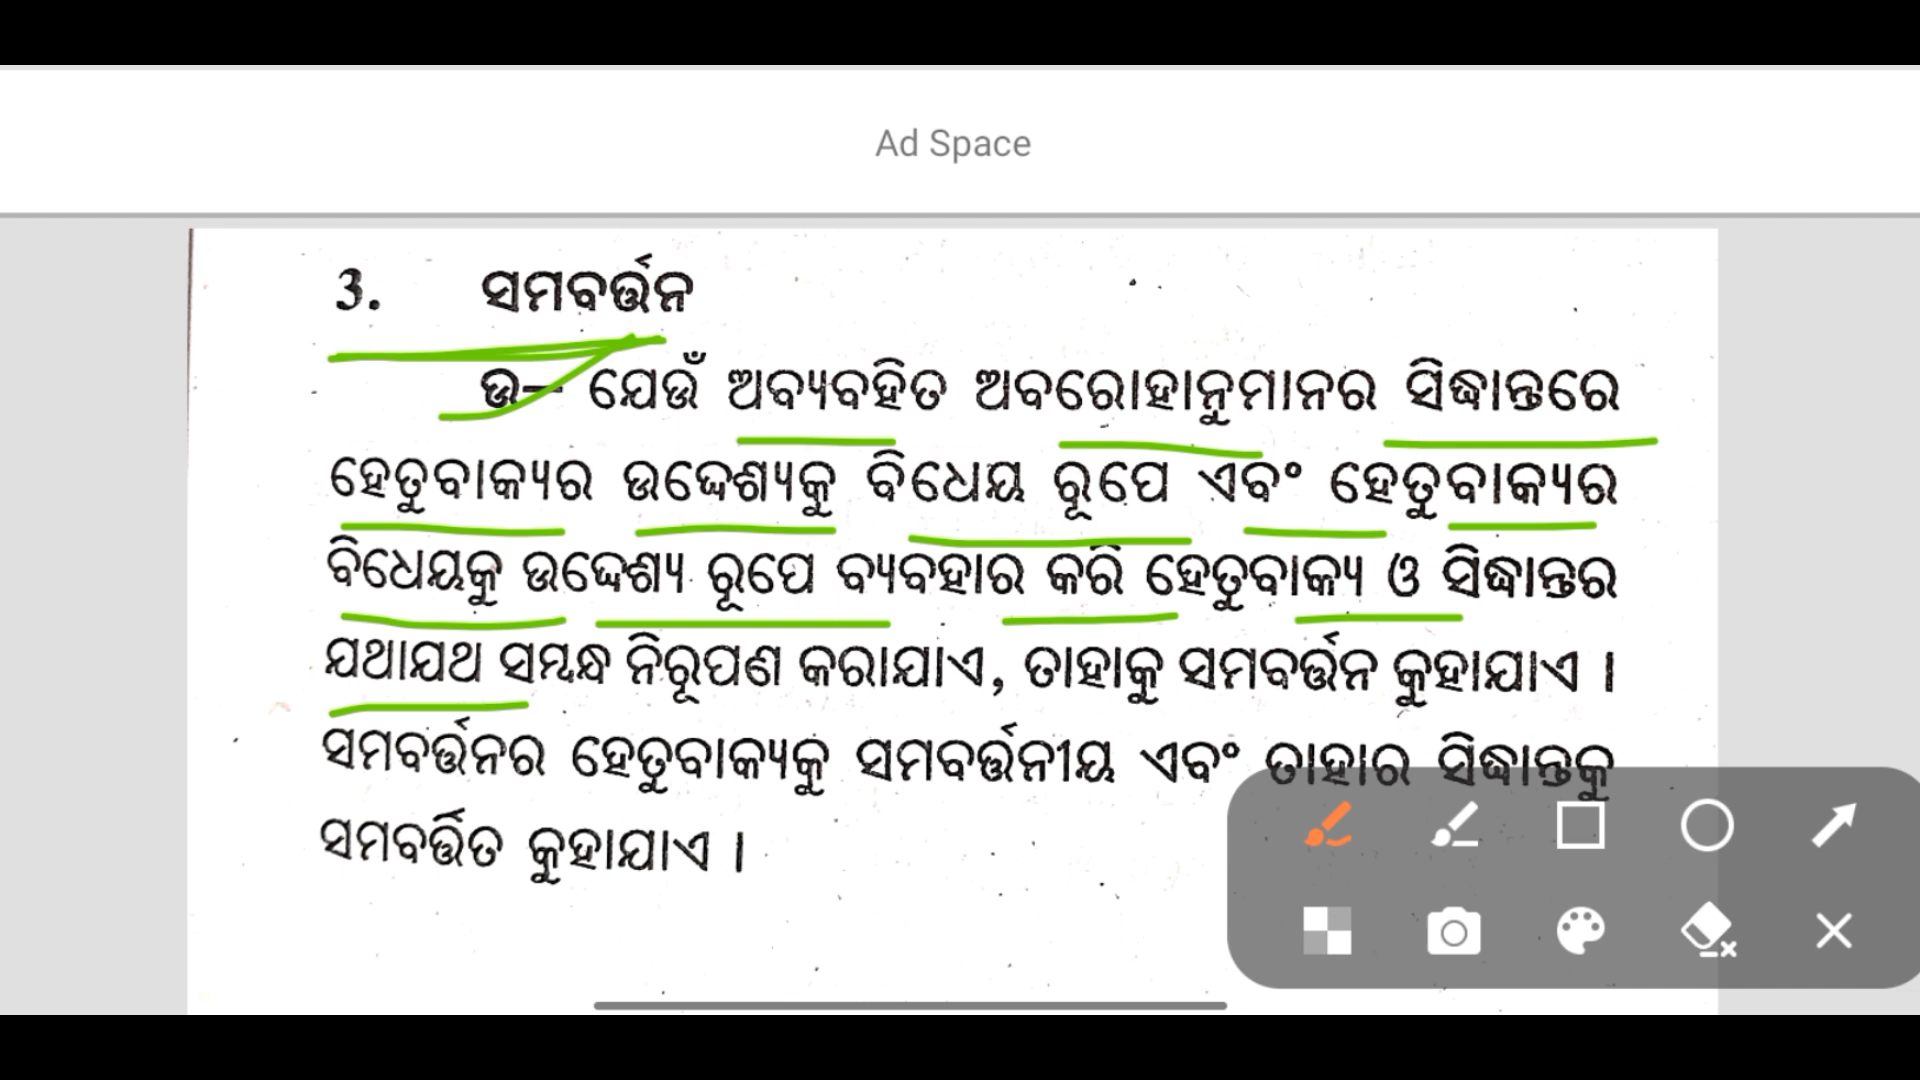 Ad Space
3. ସମବର୍ତ୍ତନ
ଉ– ଯେଉଁ ଅବ୍ୟବହିତ ଅବରୋହାନୁମାନର ସିଦ୍ଧାନ୍ତରେ
ହେତୁବାକ୍ୟର ଉଦ୍ଦେଶ୍ୟକୁ ବିଧେୟ ରୂପେ ଏବଂ ହେତୁବାକ୍ୟର
ବିଧେୟକୁ ଉଦ୍ଦେଶ୍ୟ ରୂପେ ବ୍ୟବହାର କରି ହେତୁବାକ୍ୟ ଓ ସିଦ୍ଧାନ୍ତର
ଯଥାଯଥ ସମ୍ବନ୍ଧ ନିରୂପଣ କରାଯାଏ, ତାହାକୁ ସମବର୍ତ୍ତନ କୁହାଯାଏ ।
ସମବର୍ତ୍ତନର ହେତୁବାକ୍ୟକୁ ସମବର୍ତ୍ତନୀୟ ଏବଂ ତାହାର ସିଦ୍ଧାନ୍ତକୁ
ସମବର୍ତ୍ତିତ କୁହାଯାଏ ।